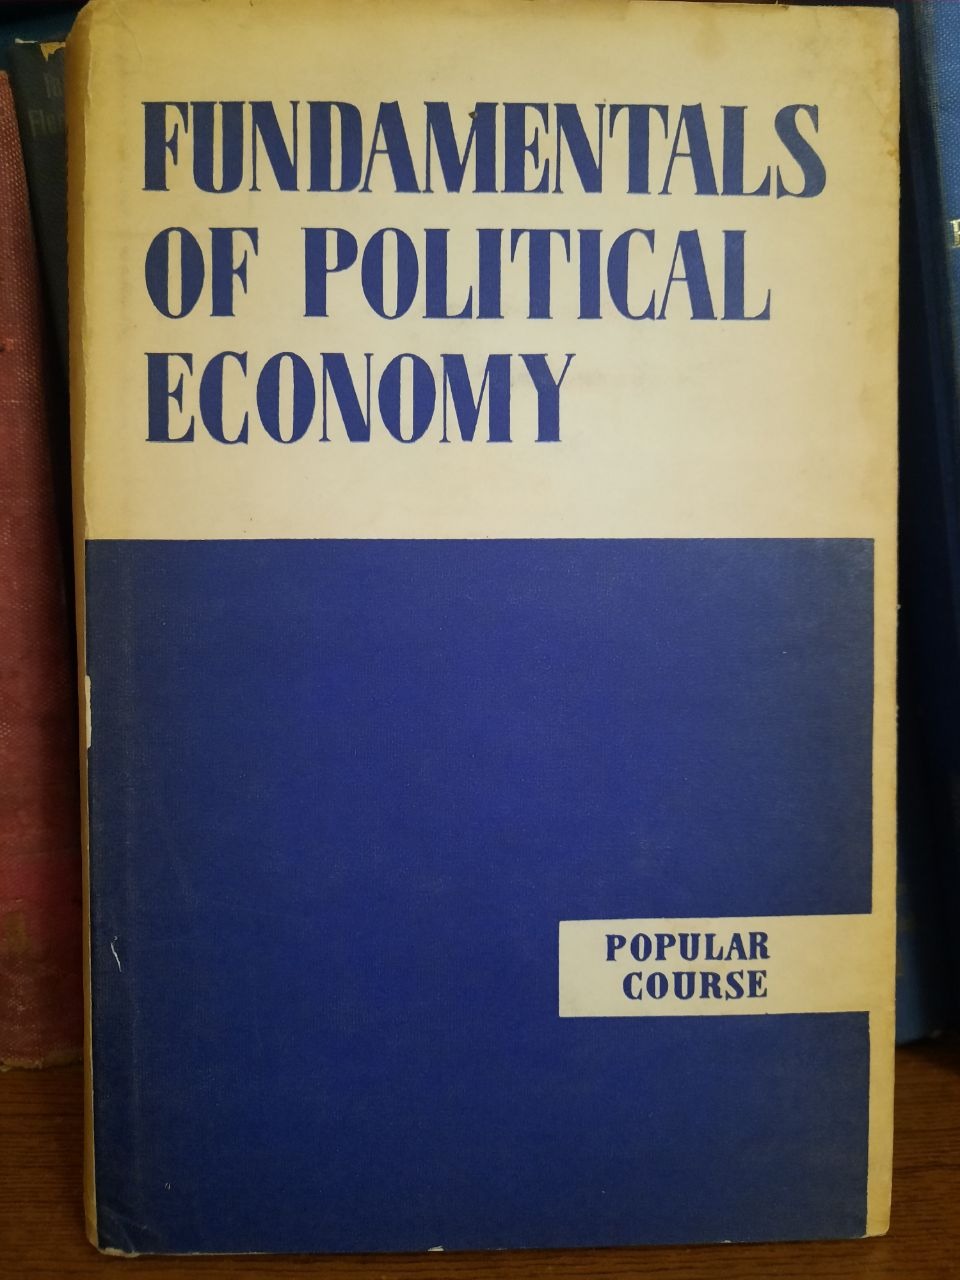 FUNDAMENTALS
OF POLITICAL
ECONOMY
POPULAR
COURSE